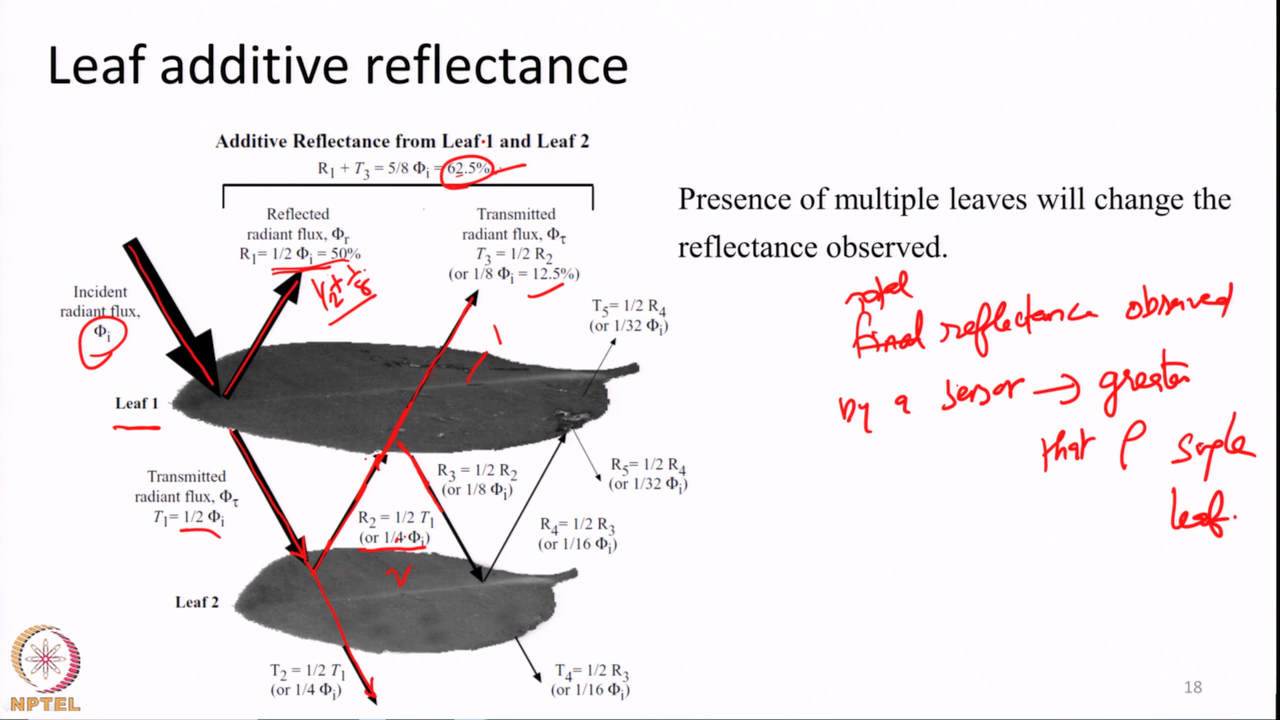 Leaf additive reflectance
Additive Reflectance from Leaf 1 and Leaf 2
R₁ + T₃ = 5/8 Φᵢ = 62.5%
Reflected
radiant flux, Φᵣ
R₁= 1/2 Φᵢ = 50%
1/2 + 1/8
Transmitted
radiant flux, Φτ
T₃ = 1/2 R₂
(or 1/8 Φᵢ = 12.5%)
Incident
radiant flux,
Φᵢ
T₅= 1/2 R₄
(or 1/32 Φᵢ)
Leaf 1
1
Transmitted
radiant flux, Φτ
T₁= 1/2 Φᵢ
R₃ = 1/2 R₂
(or 1/8 Φᵢ)
R₅= 1/2 R₄
(or 1/32 Φᵢ)
R₂ = 1/2 T₁
(or 1/4 Φᵢ)
R₄= 1/2 R₃
(or 1/16 Φᵢ)
Leaf 2
T₂ = 1/2 T₁
(or 1/4 Φᵢ)
T₄= 1/2 R₃
(or 1/16 Φᵢ)
Presence of multiple leaves will change the
reflectance observed.
total
final reflectance observed
by a sensor → greater
that ρ single
leaf.
NPTEL
18